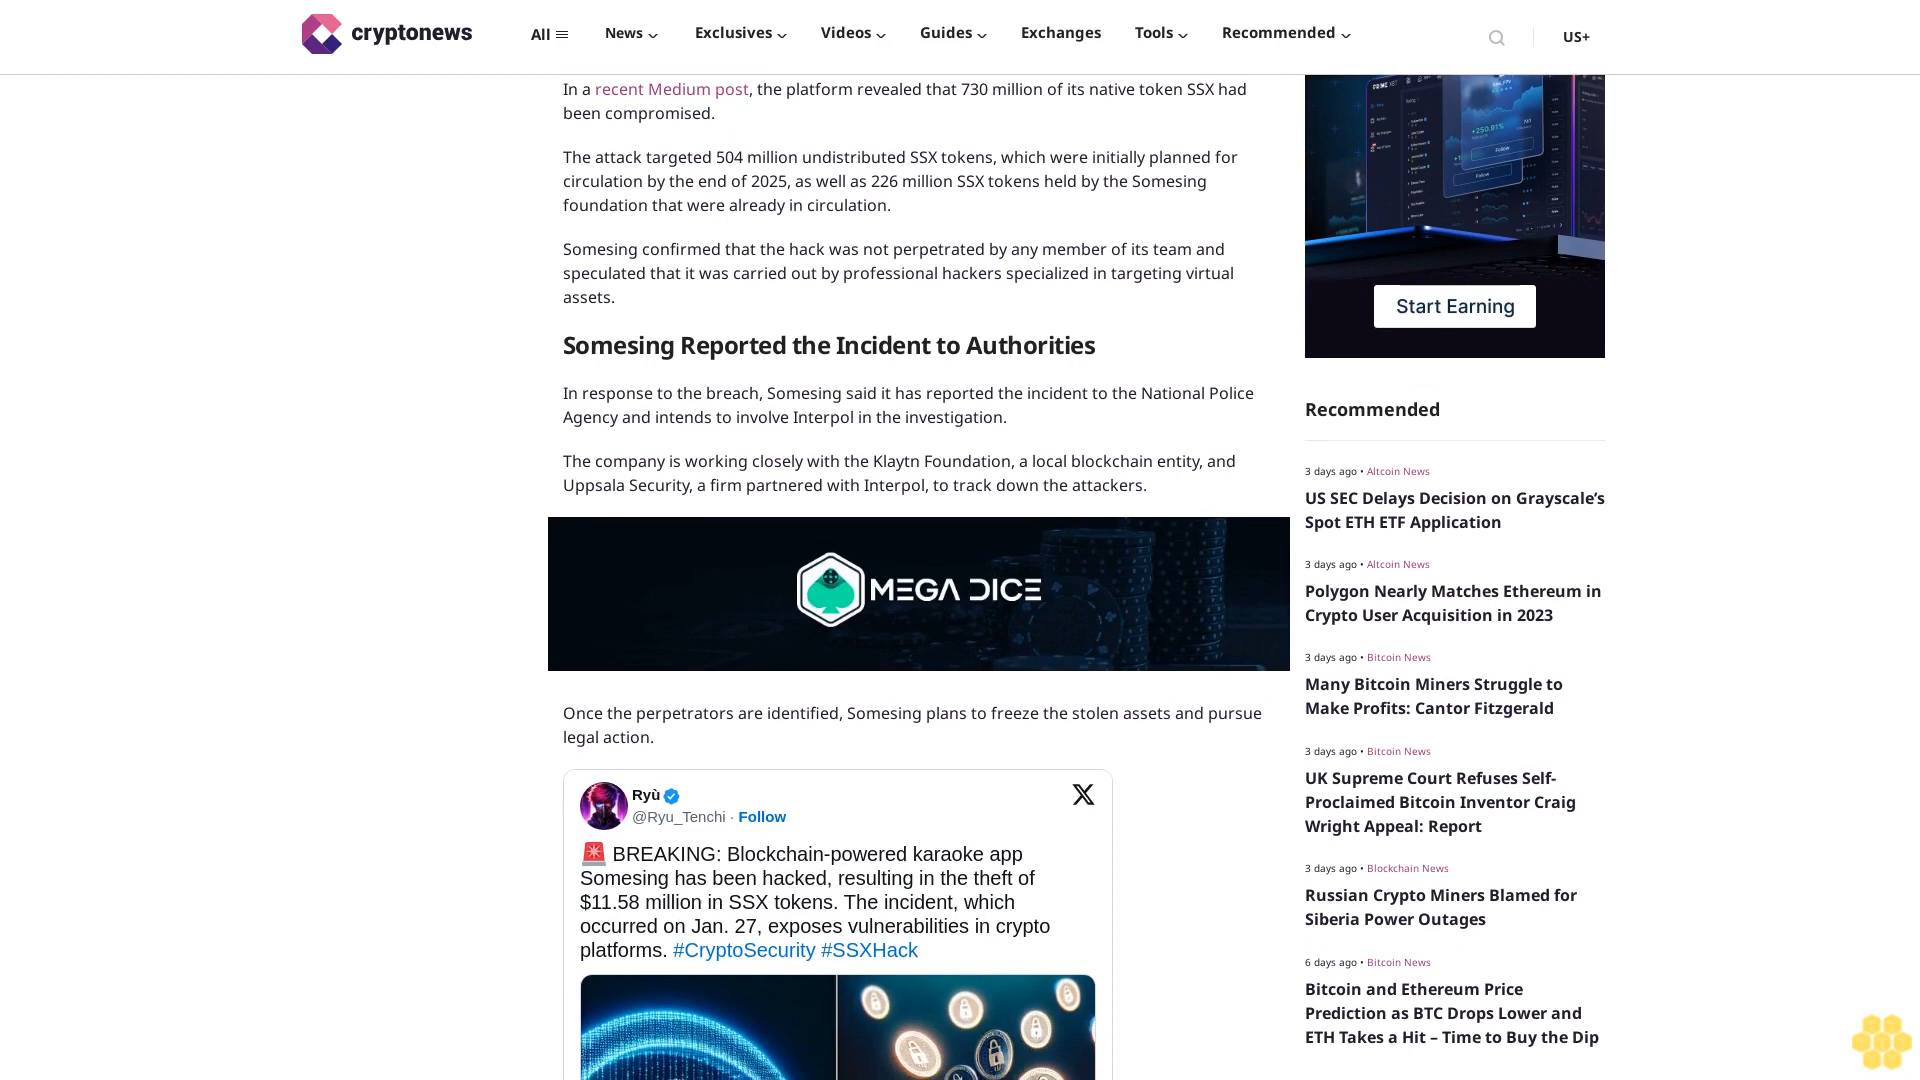 cryptonews
All
News
Exclusives
Videos
Guides
Exchanges
Tools
Recommended
US+
In a recent Medium post, the platform revealed that 730 million of its native token SSX had
been compromised.
The attack targeted 504 million undistributed SSX tokens, which were initially planned for
circulation by the end of 2025, as well as 226 million SSX tokens held by the Somesing
foundation that were already in circulation.
Somesing confirmed that the hack was not perpetrated by any member of its team and
speculated that it was carried out by professional hackers specialized in targeting virtual
assets.
Somesing Reported the Incident to Authorities
In response to the breach, Somesing said it has reported the incident to the National Police
Agency and intends to involve Interpol in the investigation.
The company is working closely with the Klaytn Foundation, a local blockchain entity, and
Uppsala Security, a firm partnered with Interpol, to track down the attackers.
MEGA DICE
Once the perpetrators are identified, Somesing plans to freeze the stolen assets and pursue
legal action.
Ryù
@Ryu_Tenchi · Follow
🚨 BREAKING: Blockchain-powered karaoke app
Somesing has been hacked, resulting in the theft of
$11.58 million in SSX tokens. The incident, which
occurred on Jan. 27, exposes vulnerabilities in crypto
platforms. #CryptoSecurity #SSXHack
PRIME XBT
+250.91%
Follow
Follow
Start Earning
Recommended
3 days ago • Altcoin News
US SEC Delays Decision on Grayscale’s
Spot ETH ETF Application
3 days ago • Altcoin News
Polygon Nearly Matches Ethereum in
Crypto User Acquisition in 2023
3 days ago • Bitcoin News
Many Bitcoin Miners Struggle to
Make Profits: Cantor Fitzgerald
3 days ago • Bitcoin News
UK Supreme Court Refuses Self-
Proclaimed Bitcoin Inventor Craig
Wright Appeal: Report
3 days ago • Blockchain News
Russian Crypto Miners Blamed for
Siberia Power Outages
6 days ago • Bitcoin News
Bitcoin and Ethereum Price
Prediction as BTC Drops Lower and
ETH Takes a Hit – Time to Buy the Dip